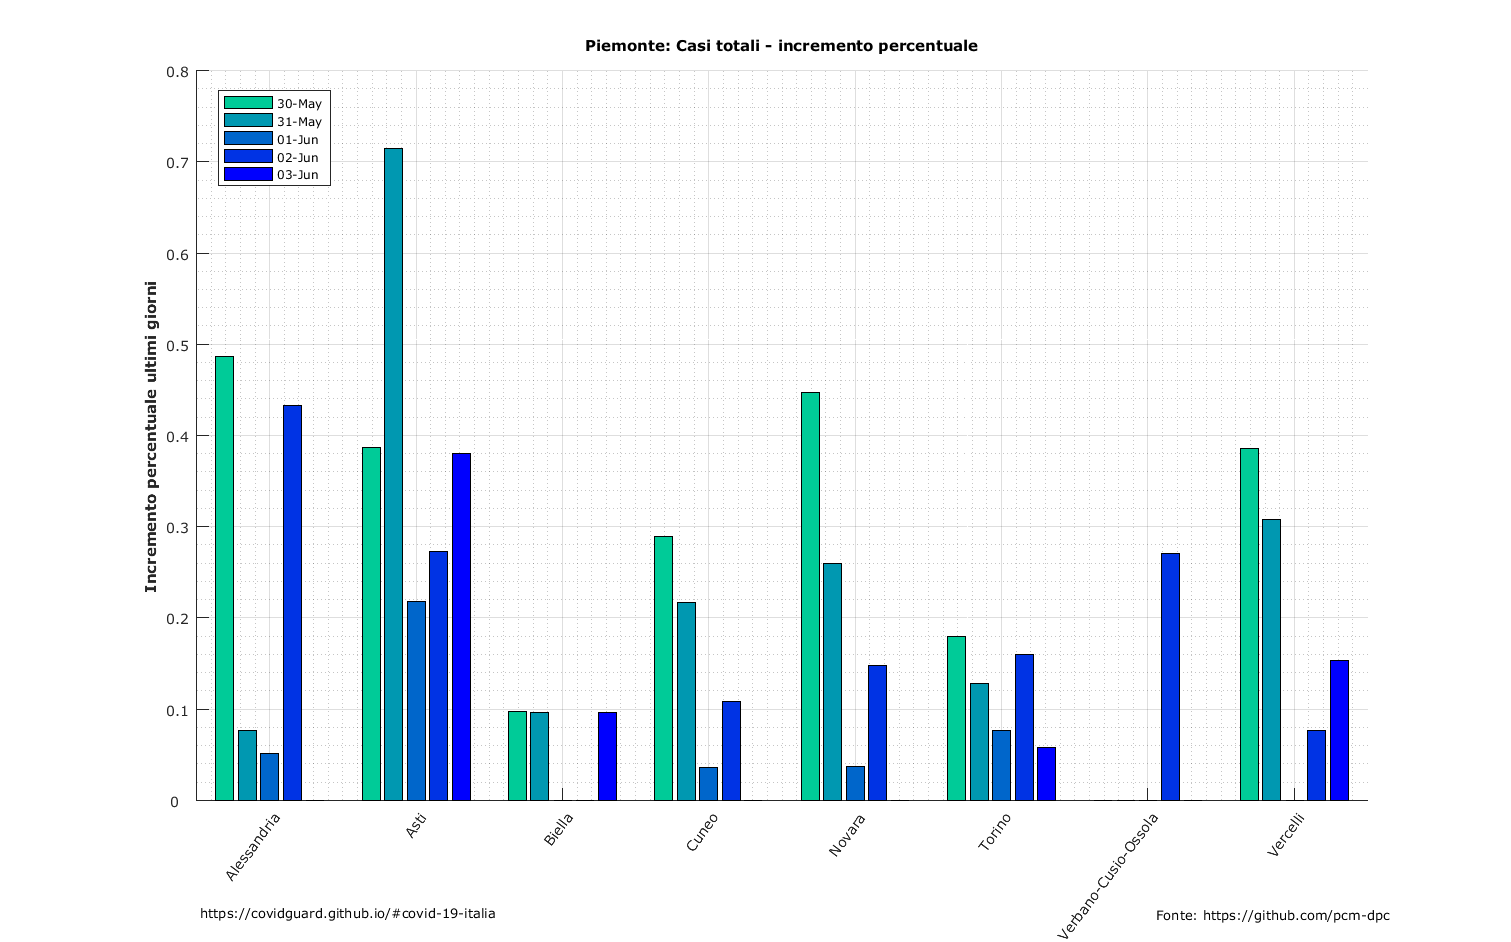 Piemonte: Casi totali - incremento percentuale
0.8
0.7
0.6
0.5
0.4
0.3
0.2
0.1
0
Incremento percentuale ultimi giorni
30-May
31-May
01-Jun
02-Jun
03-Jun
Alessandria
Asti
Biella
Cuneo
Novara
Torino
Verbano-Cusio-Ossola
Vercelli
https://covidguard.github.io/#covid-19-italia
Fonte: https://github.com/pcm-dpc